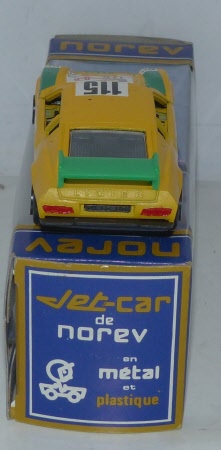 norev
115
norev
Jet-car
de
norev
en
métal
et
plastique